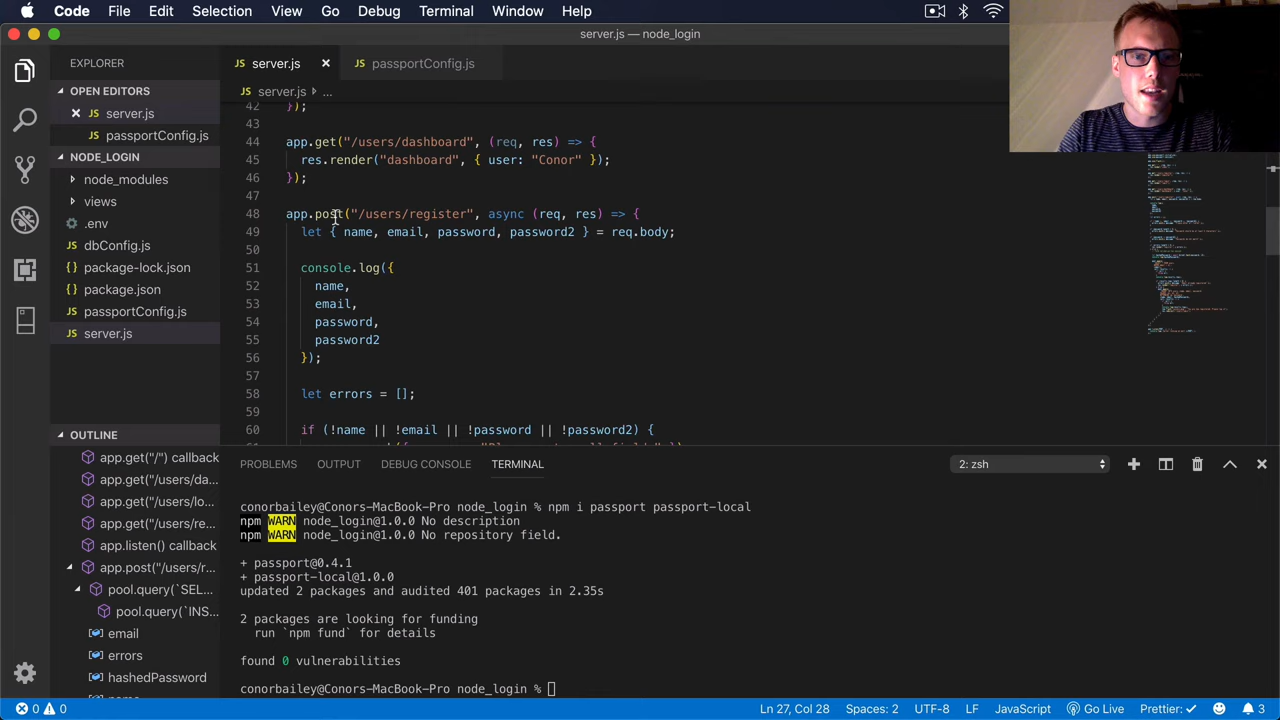 Code File Edit Selection View Go Debug Terminal Window Help
server.js — node_login
EXPLORER
OPEN EDITORS
server.js
passportConfig.js
NODE_LOGIN
node_modules
views
.env
dbConfig.js
package-lock.json
package.json
passportConfig.js
server.js
OUTLINE
app.get("/") callback
app.get("/users/da...
app.get("/users/lo...
app.get("/users/re...
app.listen() callback
app.post("/users/r...
pool.query(`SEL...
pool.query(`INS...
email
errors
hashedPassword
server.js
passportConfig.js
server.js > ...
42 });
43
44 app.get("/users/dashboard", (req, res) => {
45 res.render("dashboard", { user: "Conor" });
46 });
47
48 app.post("/users/register", async (req, res) => {
49 let { name, email, password, password2 } = req.body;
50
51 console.log({
52 name,
53 email,
54 password,
55 password2
56 });
57
58 let errors = [];
59
60 if (!name || !email || !password || !password2) {
PROBLEMS OUTPUT DEBUG CONSOLE TERMINAL 2: zsh
conorbailey@Conors-MacBook-Pro node_login % npm i passport passport-local
npm WARN node_login@1.0.0 No description
npm WARN node_login@1.0.0 No repository field.
+ passport@0.4.1
+ passport-local@1.0.0
updated 2 packages and audited 401 packages in 2.35s
2 packages are looking for funding
run `npm fund` for details
found 0 vulnerabilities
conorbailey@Conors-MacBook-Pro node_login %
0 0 Ln 27, Col 28 Spaces: 2 UTF-8 LF JavaScript Go Live Prettier: ✓ 3